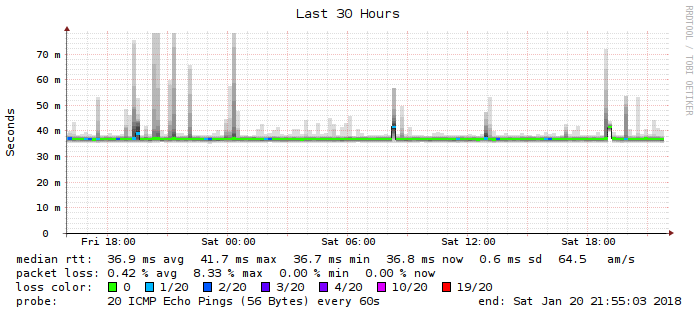 Last 30 Hours
RRDTOOL / TOBI OETIKER
Seconds
70 m
60 m
50 m
40 m
30 m
20 m
10 m
0
Fri 18:00 Sat 00:00 Sat 06:00 Sat 12:00 Sat 18:00
median rtt: 36.9 ms avg 41.7 ms max 36.7 ms min 36.8 ms now 0.6 ms sd 64.5 am/s
packet loss: 0.42 % avg 8.33 % max 0.00 % min 0.00 % now
loss color: 0 1/20 2/20 3/20 4/20 10/20 19/20
probe: 20 ICMP Echo Pings (56 Bytes) every 60s end: Sat Jan 20 21:55:03 2018